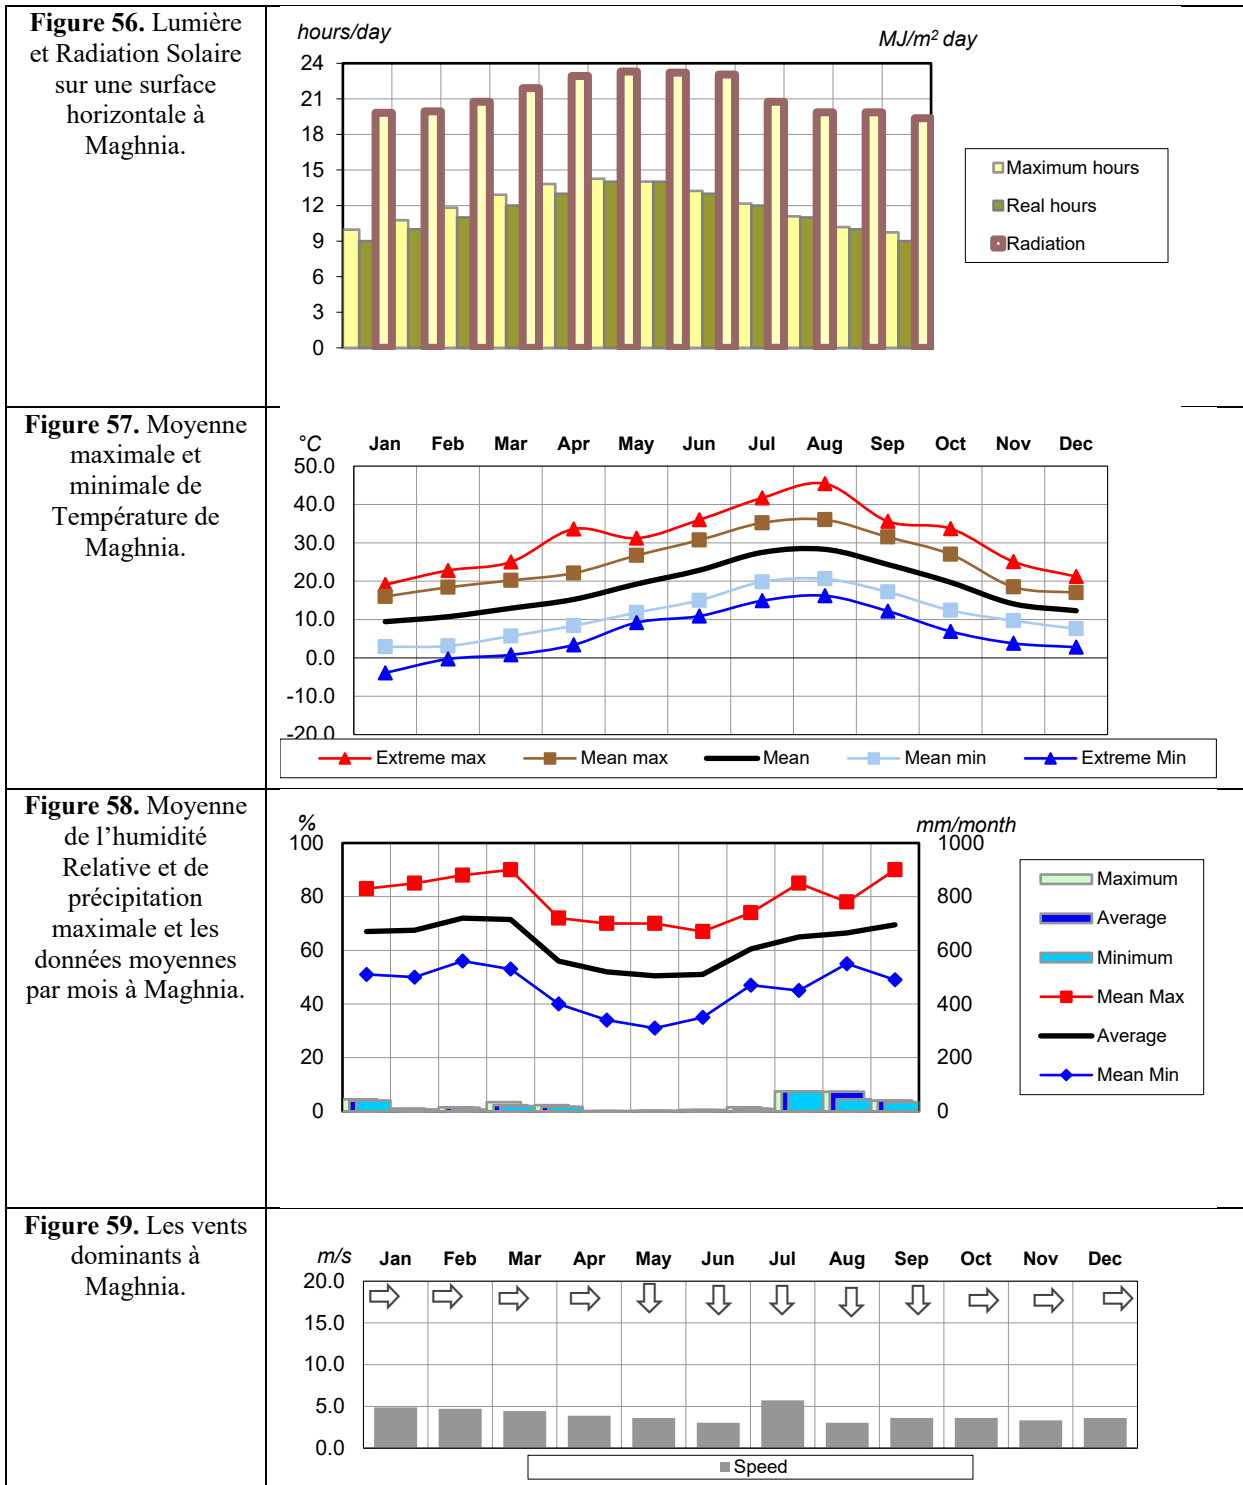 Figure 56. Lumière
et Radiation Solaire
sur une surface
horizontale à
Maghnia.
hours/day
MJ/m² day
24
21
18
15
12
9
6
3
0
Maximum hours
Real hours
Radiation
Figure 57. Moyenne
maximale et
minimale de
Température de
Maghnia.
°C Jan Feb Mar Apr May Jun Jul Aug Sep Oct Nov Dec
50.0
40.0
30.0
20.0
10.0
0.0
-10.0
-20.0
Extreme max Mean max Mean Mean min Extreme Min
Figure 58. Moyenne
de l’humidité
Relative et de
précipitation
maximale et les
données moyennes
par mois à Maghnia.
% mm/month
100 1000
80 800
60 600
40 400
20 200
0 0
Maximum
Average
Minimum
Mean Max
Average
Mean Min
Figure 59. Les vents
dominants à
Maghnia.
m/s Jan Feb Mar Apr May Jun Jul Aug Sep Oct Nov Dec
20.0
15.0
10.0
5.0
0.0
Speed